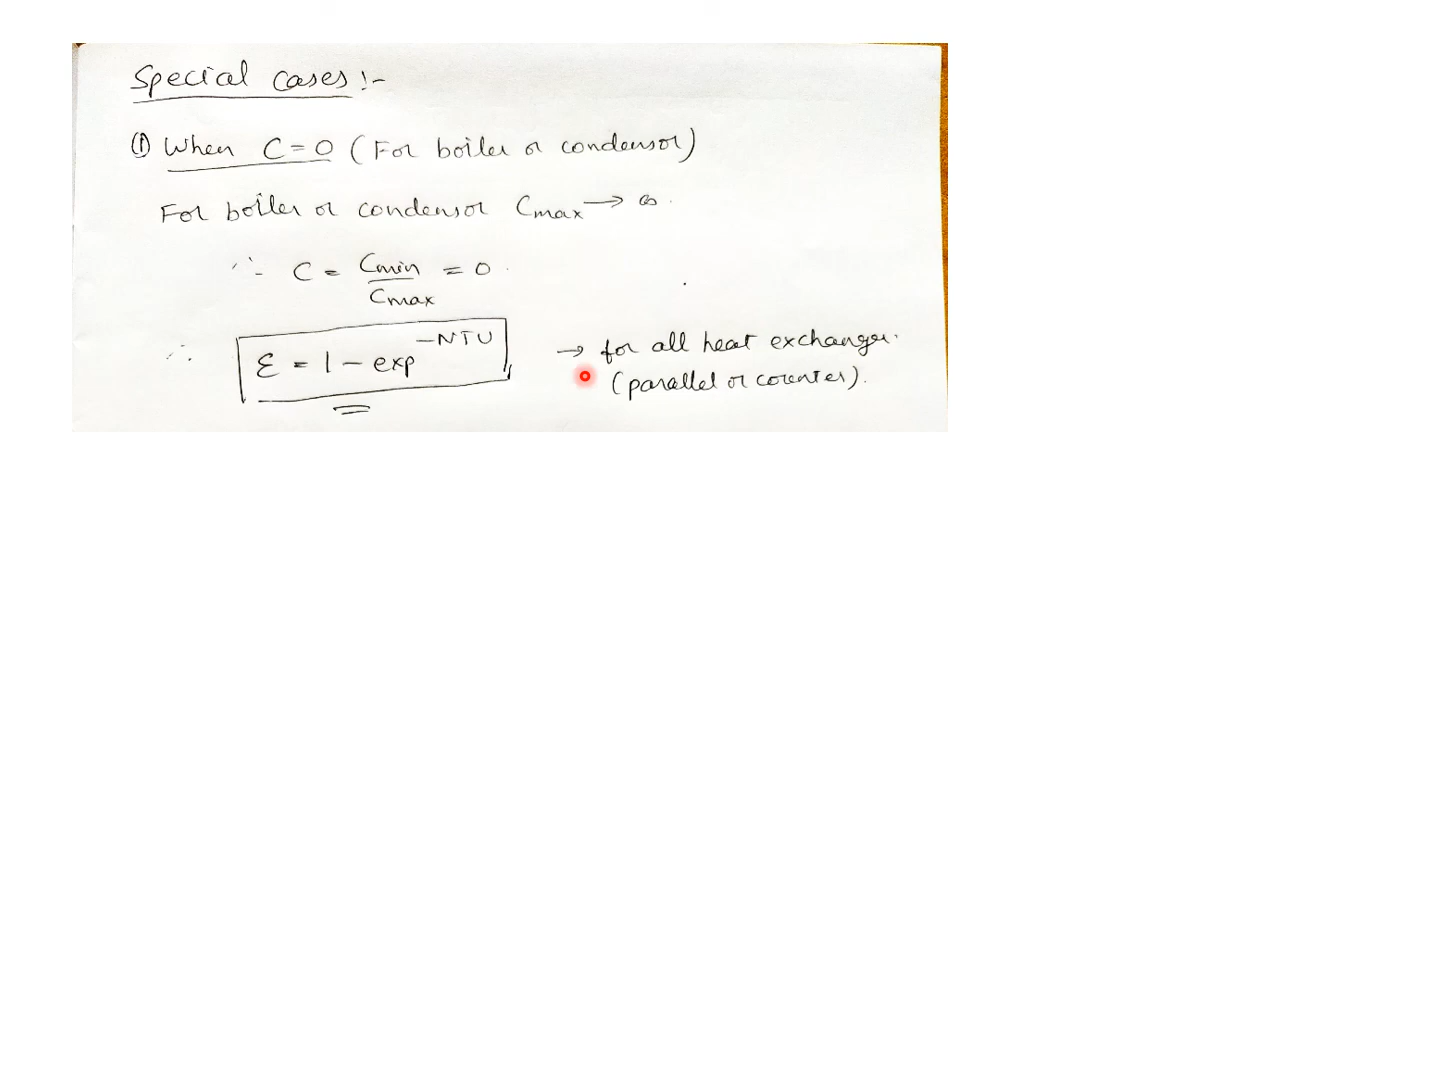 Special cases :-
① When C = 0 (For boiler or condensor)
For boiler or condensor Cmax → ∞.
∴ C = Cmin / Cmax = 0.
∴ ε = 1 - exp^-NTU → for all heat exchanger.
(parallel or counter).